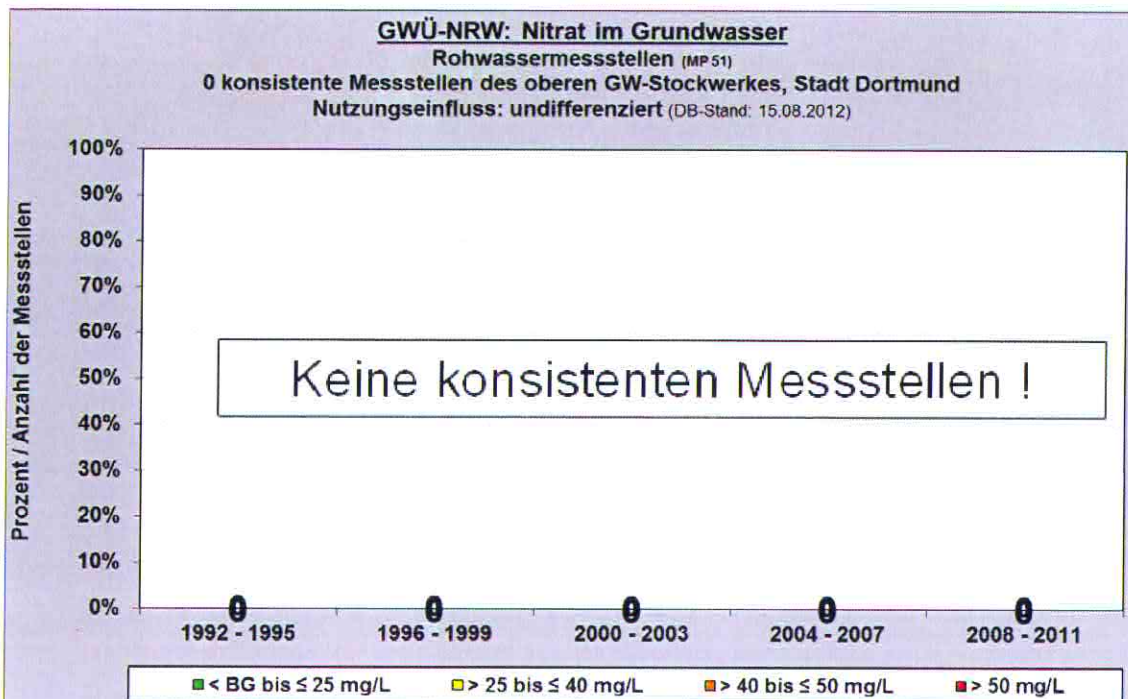 GWÜ-NRW: Nitrat im Grundwasser
Rohwassermessstellen (MP 51)
0 konsistente Messstellen des oberen GW-Stockwerkes, Stadt Dortmund
Nutzungseinfluss: undifferenziert (DB-Stand: 15.08.2012)
Prozent / Anzahl der Messstellen
100%
90%
80%
70%
60%
50%
40%
30%
20%
10%
0%
Keine konsistenten Messstellen !
0 0 0 0 0
1992 - 1995 1996 - 1999 2000 - 2003 2004 - 2007 2008 - 2011
< BG bis ≤ 25 mg/L > 25 bis ≤ 40 mg/L > 40 bis ≤ 50 mg/L > 50 mg/L